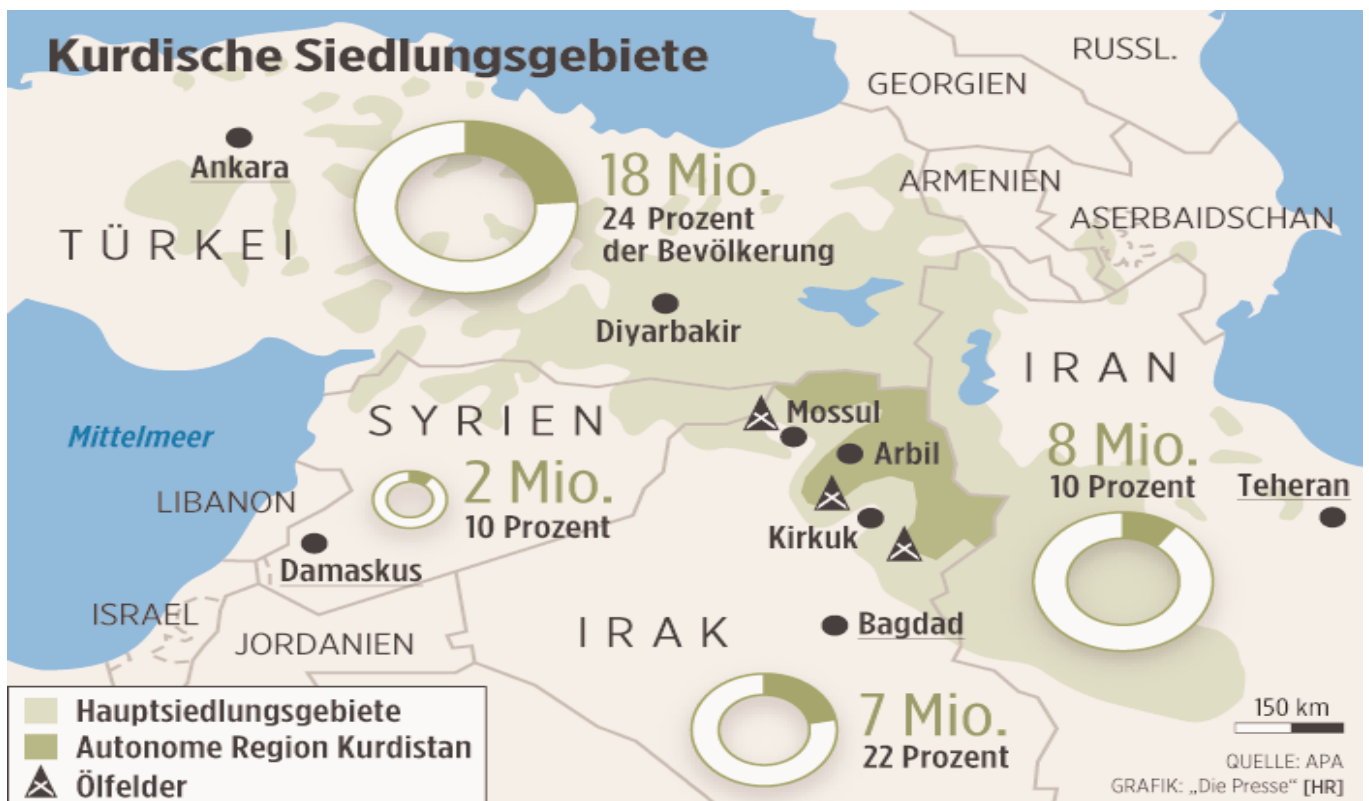 Kurdische Siedlungsgebiete
RUSSL.
GEORGIEN
Ankara
18 Mio.
24 Prozent
der Bevölkerung
ARMENIEN
ASERBAIDSCHAN
TÜRKEI
Diyarbakir
IRAN
Mossul
SYRIEN
Mittelmeer
Arbil
8 Mio.
10 Prozent
2 Mio.
10 Prozent
Teheran
LIBANON
Kirkuk
Damaskus
ISRAEL
JORDANIEN
IRAK
Bagdad
7 Mio.
22 Prozent
Hauptsiedlungsgebiete
Autonome Region Kurdistan
Ölfelder
150 km
QUELLE: APA
GRAFIK: „Die Presse“ [HR]